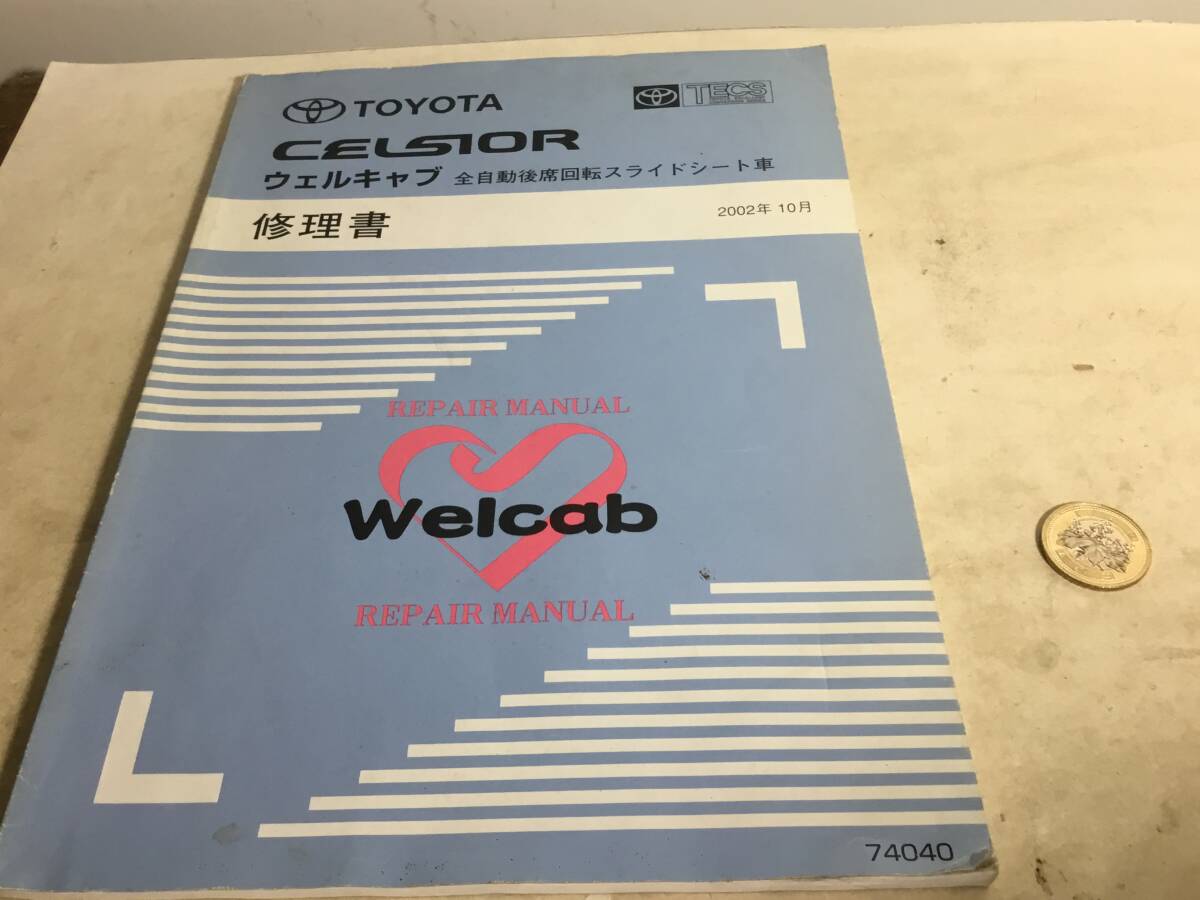 TOYOTA
TECS
CELSIOR
ウェルキャブ 全自動後席回転スライドシート車
修理書
2002年 10月
REPAIR MANUAL
Welcab
REPAIR MANUAL
74040